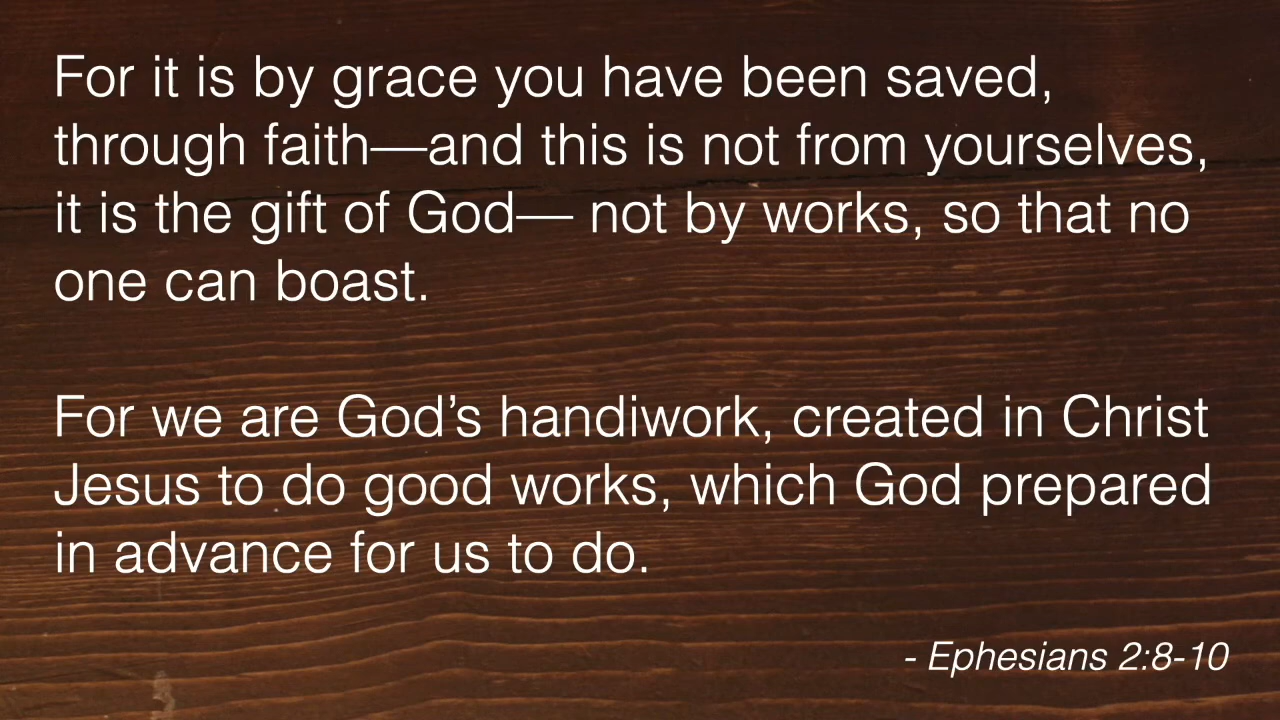 For it is by grace you have been saved,
through faith—and this is not from yourselves,
it is the gift of God— not by works, so that no
one can boast.
For we are God’s handiwork, created in Christ
Jesus to do good works, which God prepared
in advance for us to do.
- Ephesians 2:8-10